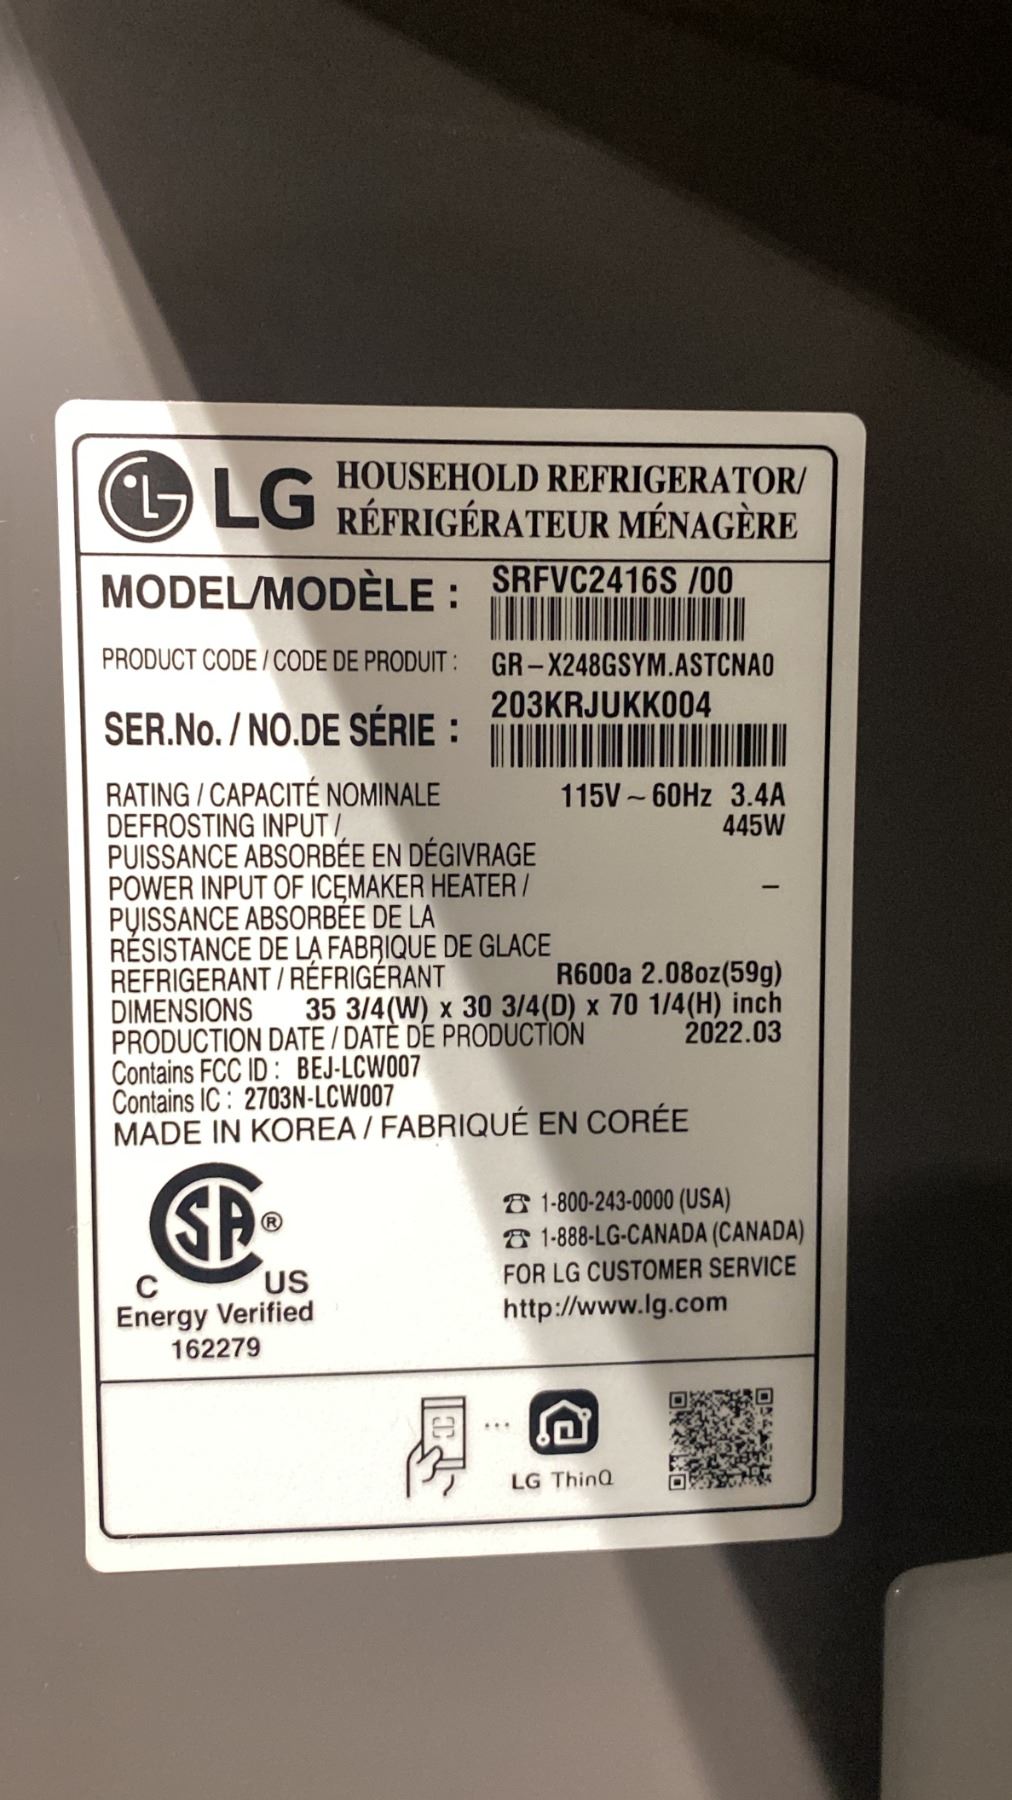 LG HOUSEHOLD REFRIGERATOR/
RÉFRIGÉRATEUR MÉNAGÈRE
MODEL/MODÈLE : SRFVC2416S /00
PRODUCT CODE / CODE DE PRODUIT : GR-X248GSYM.ASTCNA0
SER.No. / NO.DE SÉRIE : 203KRJUKK004
RATING / CAPACITÉ NOMINALE 115V ~ 60Hz 3.4A
DEFROSTING INPUT / 445W
PUISSANCE ABSORBÉE EN DÉGIVRAGE
POWER INPUT OF ICEMAKER HEATER / –
PUISSANCE ABSORBÉE DE LA
RÉSISTANCE DE LA FABRIQUE DE GLACE
REFRIGERANT / RÉFRIGÉRANT R600a 2.08oz(59g)
DIMENSIONS 35 3/4(W) x 30 3/4(D) x 70 1/4(H) inch
PRODUCTION DATE / DATE DE PRODUCTION 2022.03
Contains FCC ID : BEJ-LCW007
Contains IC : 2703N-LCW007
MADE IN KOREA / FABRIQUÉ EN CORÉE
SA®
C US
Energy Verified
162279
1-800-243-0000 (USA)
1-888-LG-CANADA (CANADA)
FOR LG CUSTOMER SERVICE
http://www.lg.com
LG ThinQ